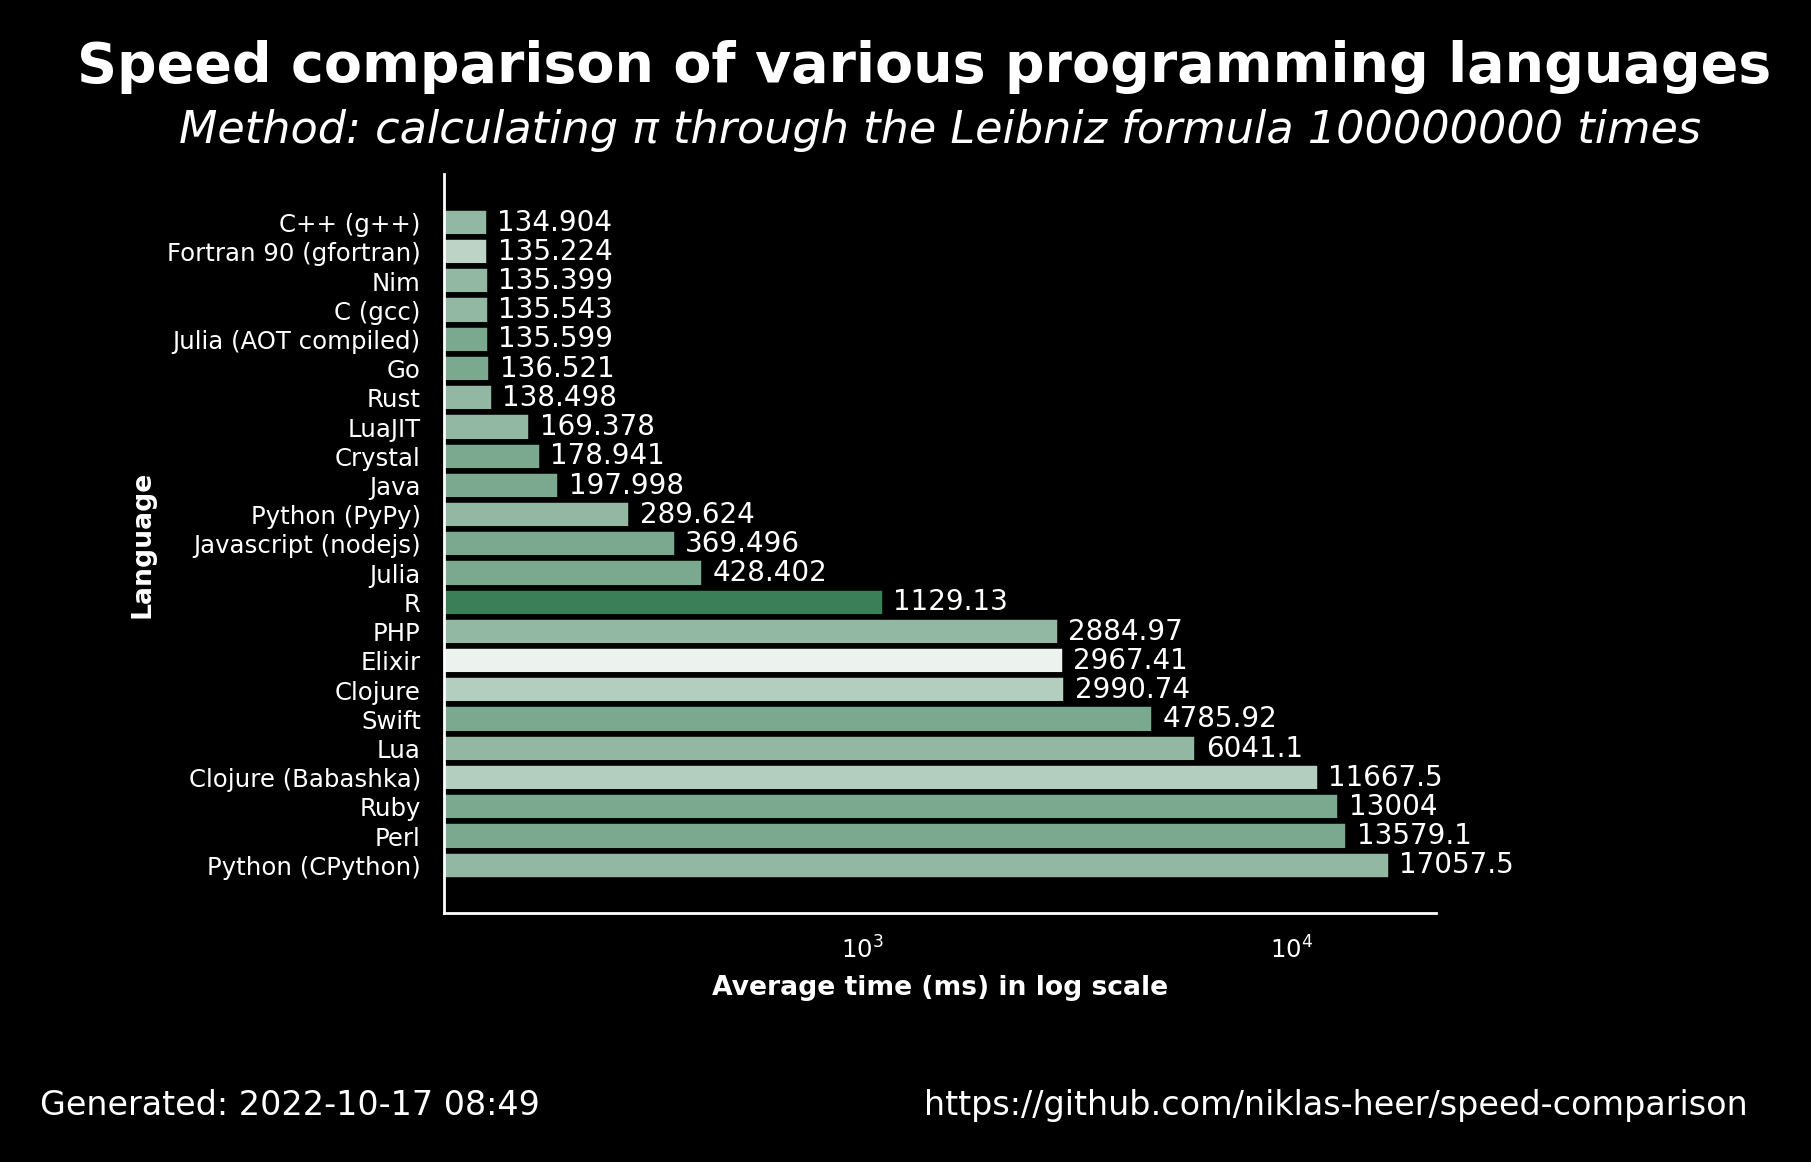 Speed comparison of various programming languages
Method: calculating π through the Leibniz formula 100000000 times
C++ (g++) 134.904
Fortran 90 (gfortran) 135.224
Nim 135.399
C (gcc) 135.543
Julia (AOT compiled) 135.599
Go 136.521
Rust 138.498
LuaJIT 169.378
Crystal 178.941
Java 197.998
Python (PyPy) 289.624
Javascript (nodejs) 369.496
Julia 428.402
R 1129.13
PHP 2884.97
Elixir 2967.41
Clojure 2990.74
Swift 4785.92
Lua 6041.1
Clojure (Babashka) 11667.5
Ruby 13004
Perl 13579.1
Python (CPython) 17057.5
Language
10³ 10⁴
Average time (ms) in log scale
Generated: 2022-10-17 08:49
https://github.com/niklas-heer/speed-comparison